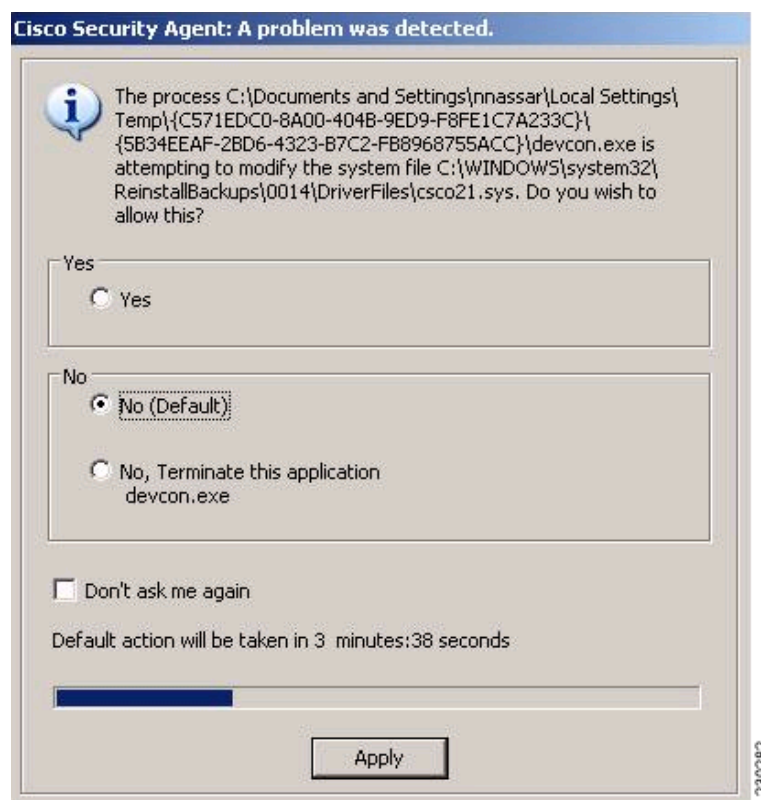 Cisco Security Agent: A problem was detected.
The process C:\Documents and Settings\nnassar\Local Settings\
Temp\{C571EDC0-8A00-404B-9ED9-F8FE1C7A233C}\
{5B34EEAF-2BD6-4323-B7C2-FB8968755ACC}\devcon.exe is
attempting to modify the system file C:\WINDOWS\system32\
ReinstallBackups\0014\DriverFiles\csco21.sys. Do you wish to
allow this?
Yes
Yes
No
No (Default)
No, Terminate this application
devcon.exe
Don't ask me again
Default action will be taken in 3 minutes:38 seconds
Apply
230282